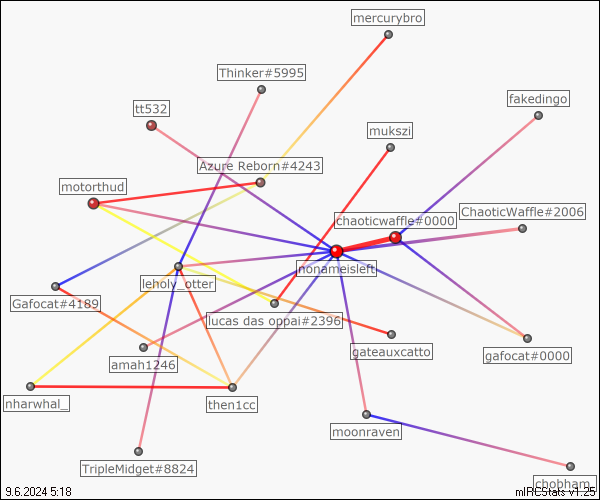 mercurybro
Thinker#5995
fakedingo
tt532
mukszi
Azure Reborn#4243
motorthud
ChaoticWaffle#2006
chaoticwaffle#0000
nonameisleft
leholy_otter
Gafocat#4189
lucas das oppai#2396
gafocat#0000
gateauxcatto
amah1246
nharwhal_
then1cc
moonraven
TripleMidget#8824
chobham_
9.6.2024 5:18
mIRCStats v1.25